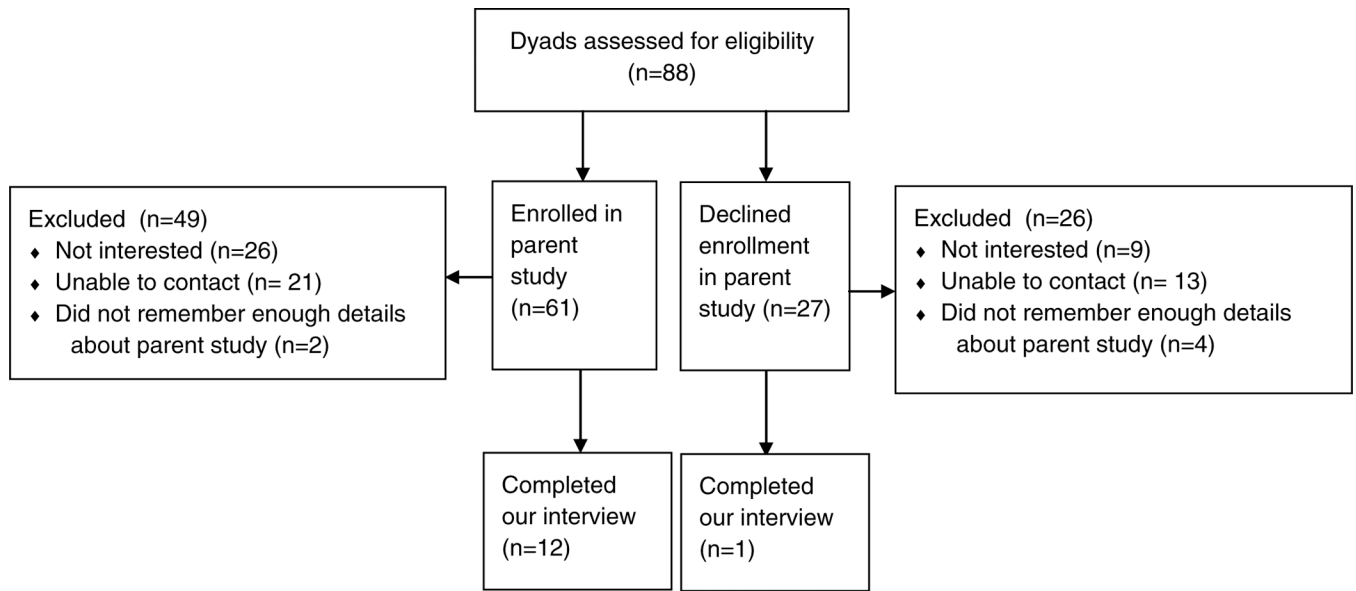 Dyads assessed for eligibility
(n=88)
Excluded (n=49)
♦ Not interested (n=26)
♦ Unable to contact (n= 21)
♦ Did not remember enough details
about parent study (n=2)
Enrolled in
parent
study
(n=61)
Declined
enrollment
in parent
study (n=27)
Excluded (n=26)
♦ Not interested (n=9)
♦ Unable to contact (n= 13)
♦ Did not remember enough details
about parent study (n=4)
Completed
our interview
(n=12)
Completed
our interview
(n=1)